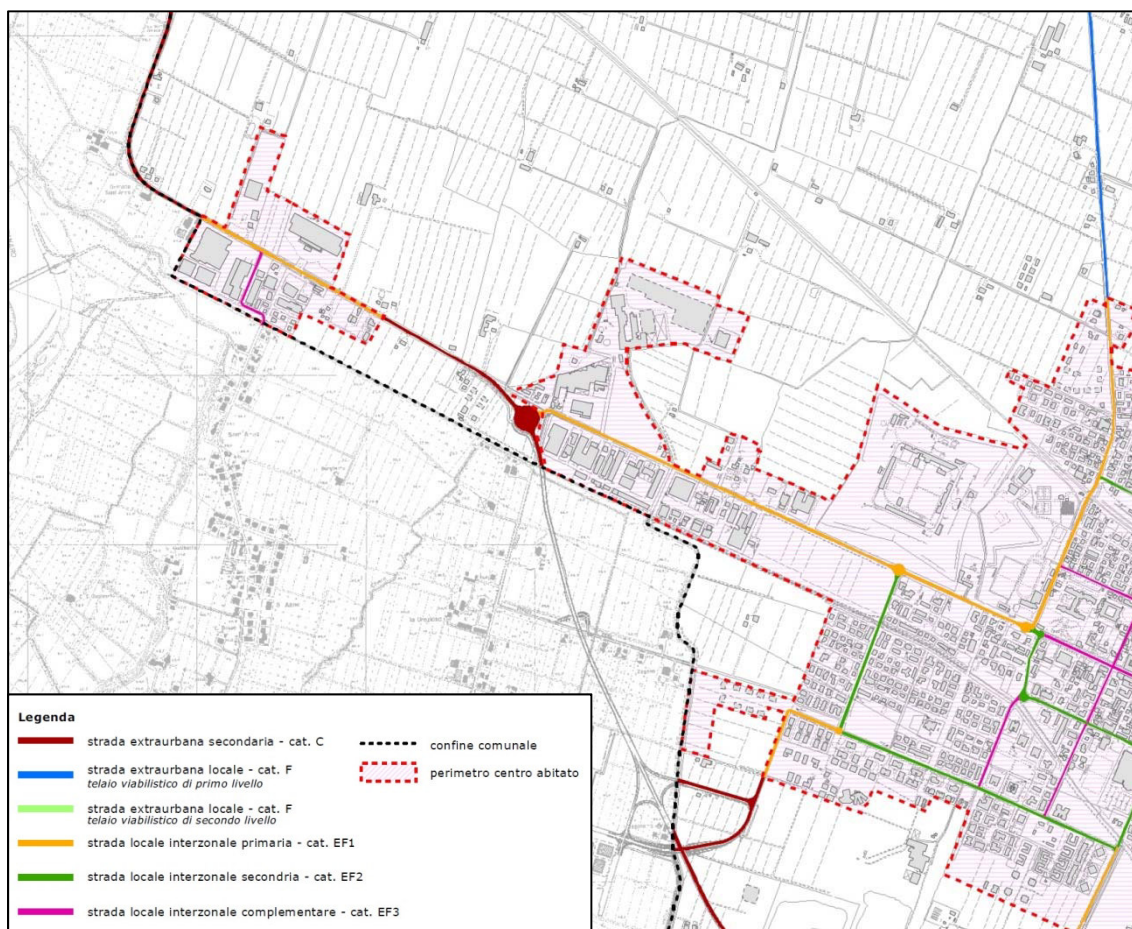 Legenda
strada extraurbana secondaria - cat. C
strada extraurbana locale - cat. F
telaio viabilistico di primo livello
strada extraurbana locale - cat. F
telaio viabilistico di secondo livello
strada locale interzonale primaria - cat. EF1
strada locale interzonale secondria - cat. EF2
strada locale interzonale complementare - cat. EF3
confine comunale
perimetro centro abitato